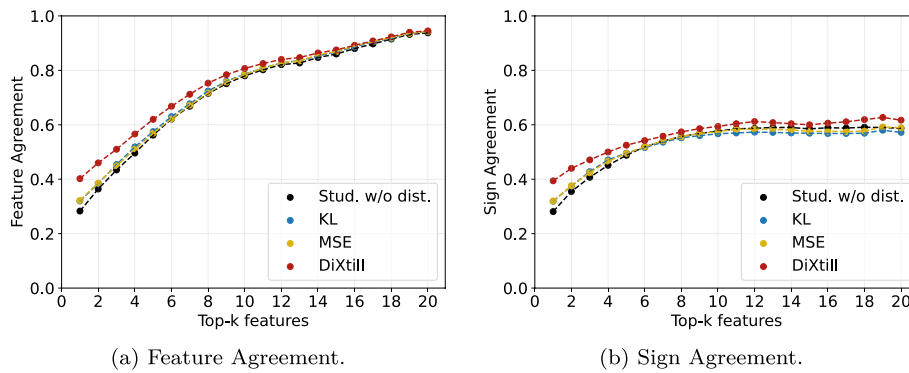 1.0
0.8
0.6
0.4
0.2
0.0
Feature Agreement
0 2 4 6 8 10 12 14 16 18 20
Top-k features
Stud. w/o dist.
KL
MSE
DiXtill
(a) Feature Agreement.
1.0
0.8
0.6
0.4
0.2
0.0
Sign Agreement
0 2 4 6 8 10 12 14 16 18 20
Top-k features
Stud. w/o dist.
KL
MSE
DiXtill
(b) Sign Agreement.